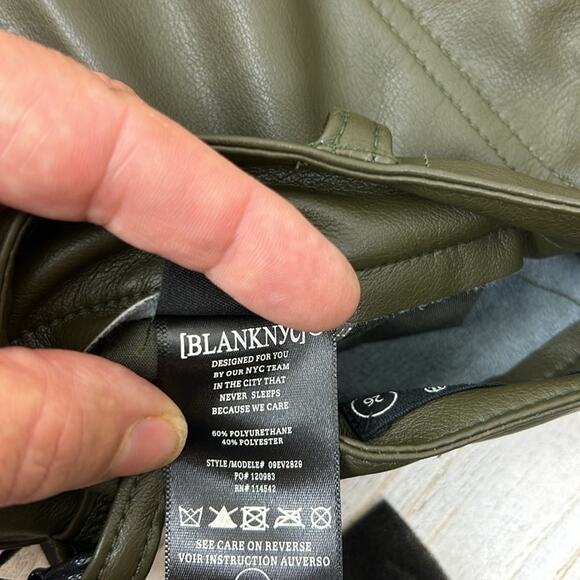 [BLANKNYC]
DESIGNED FOR YOU
BY OUR NYC TEAM
IN THE CITY THAT
NEVER SLEEPS
BECAUSE WE CARE
60% POLYURETHANE
40% POLYESTER
STYLE/MODELE# 09EV2829
PO# 120983
RN# 114542
SEE CARE ON REVERSE
VOIR INSTRUCTION AUVERSO
26